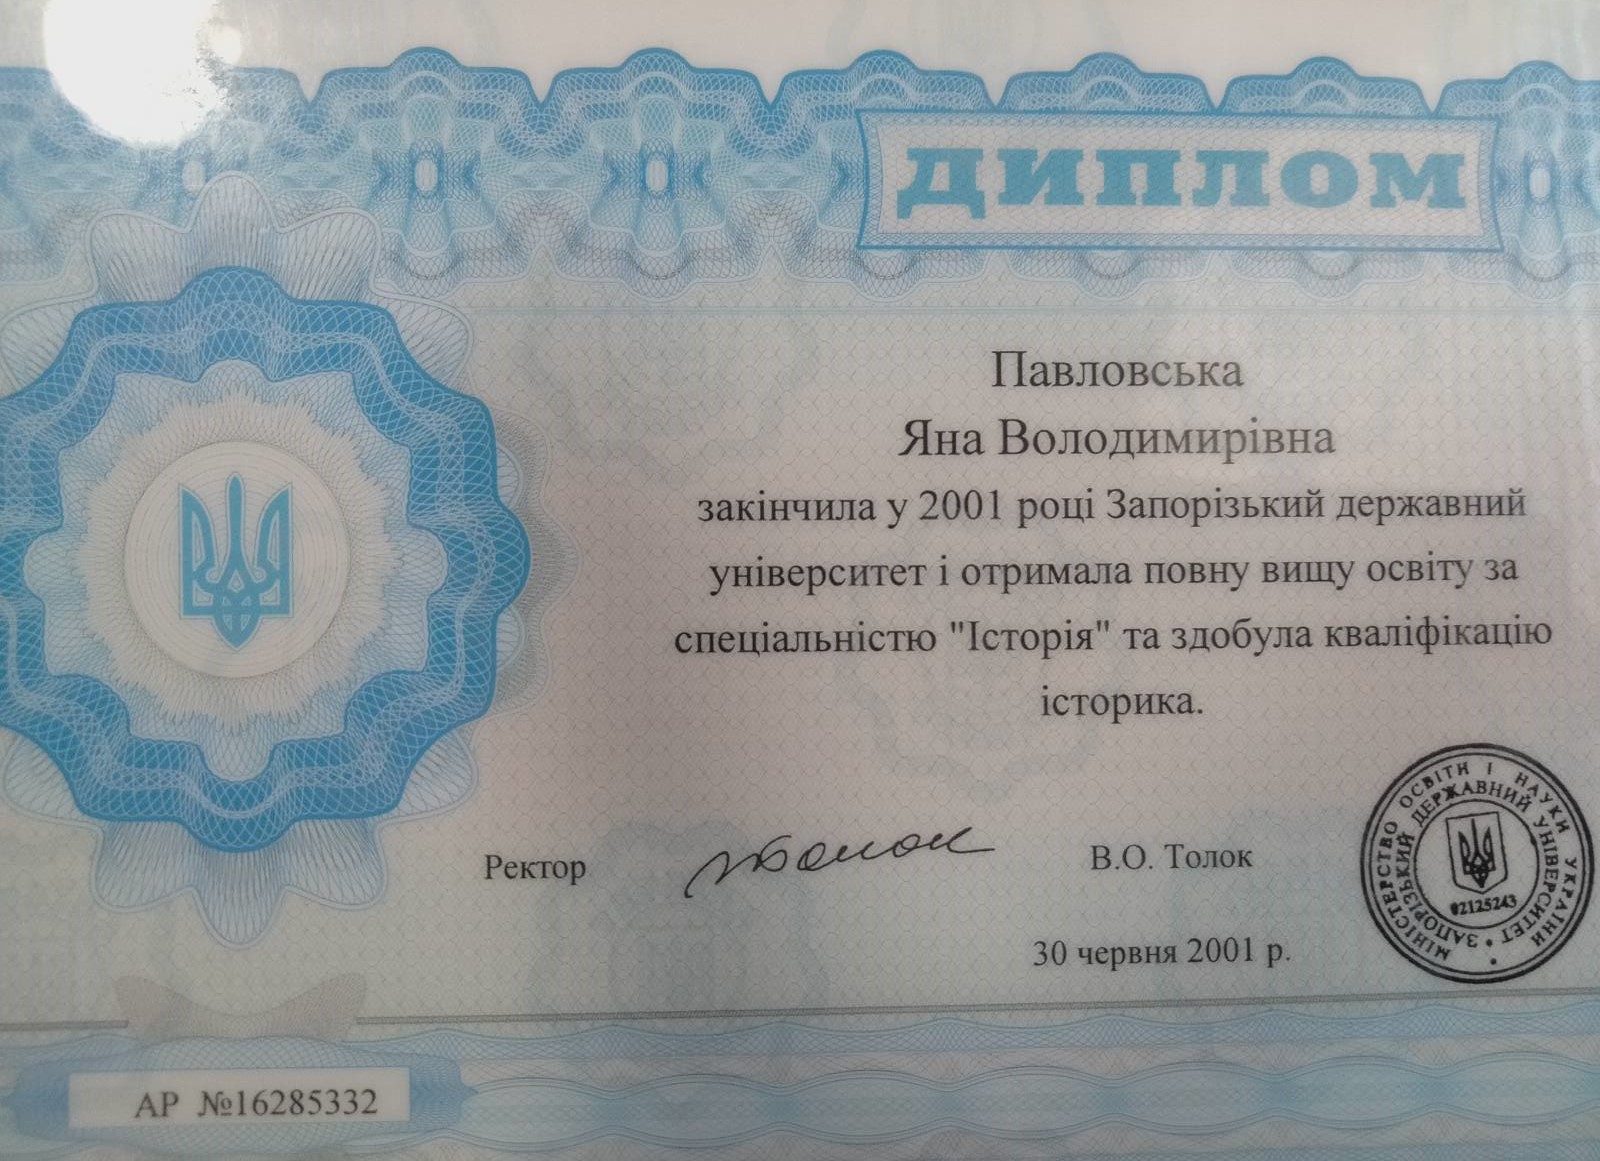 ДИПЛОМ
Павловська
Яна Володимирівна
закінчила у 2001 році Запорізький державний
університет і отримала повну вищу освіту за
спеціальністю "Історія" та здобула кваліфікацію
історика.
Ректор
В.О. Толок
30 червня 2001 р.
МІНІСТЕРСТВО ОСВІТИ І НАУКИ УКРАЇНИ
ЗАПОРІЗЬКИЙ ДЕРЖАВНИЙ УНІВЕРСИТЕТ
02125243
АР №16285332